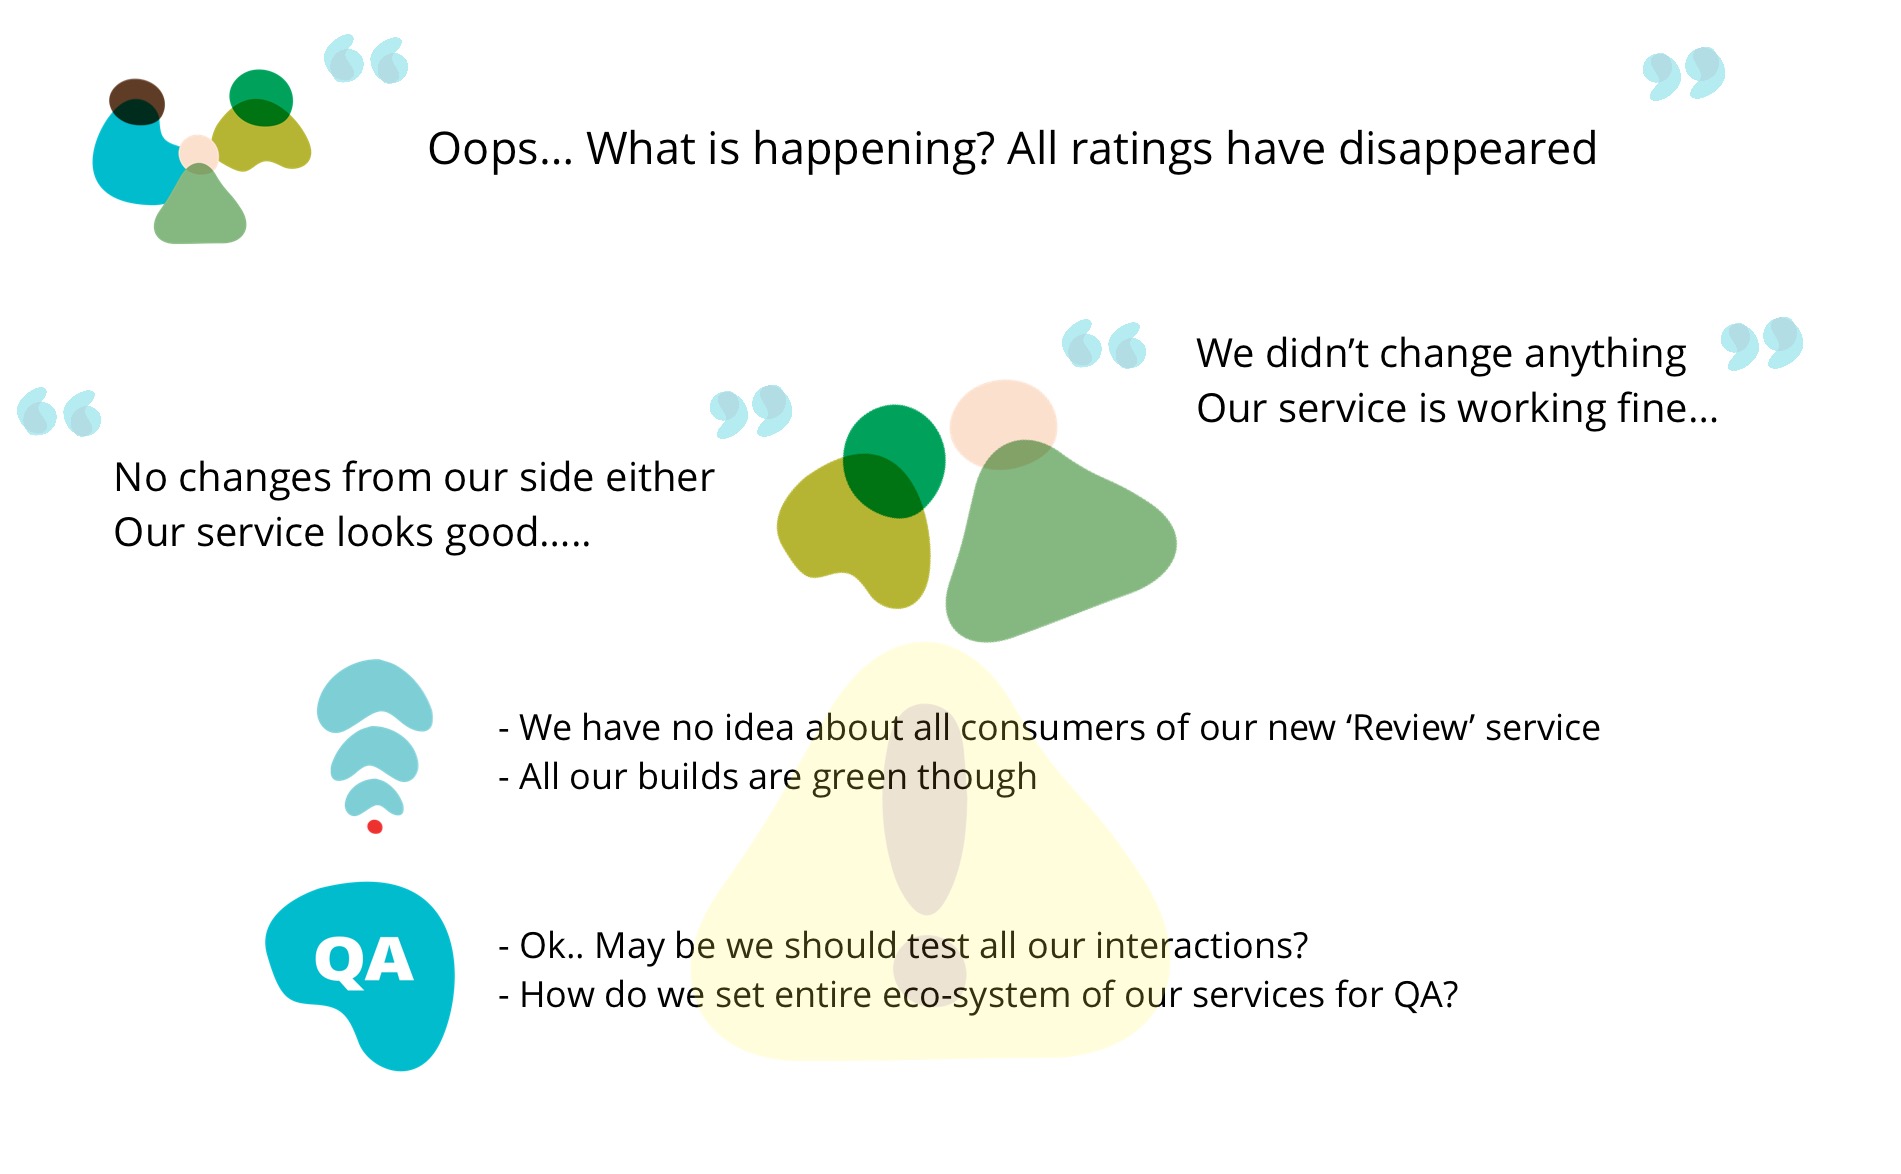 Oops... What is happening? All ratings have disappeared
We didn’t change anything
Our service is working fine...
No changes from our side either
Our service looks good.....
- We have no idea about all consumers of our new ‘Review’ service
- All our builds are green though
QA
- Ok.. May be we should test all our interactions?
- How do we set entire eco-system of our services for QA?